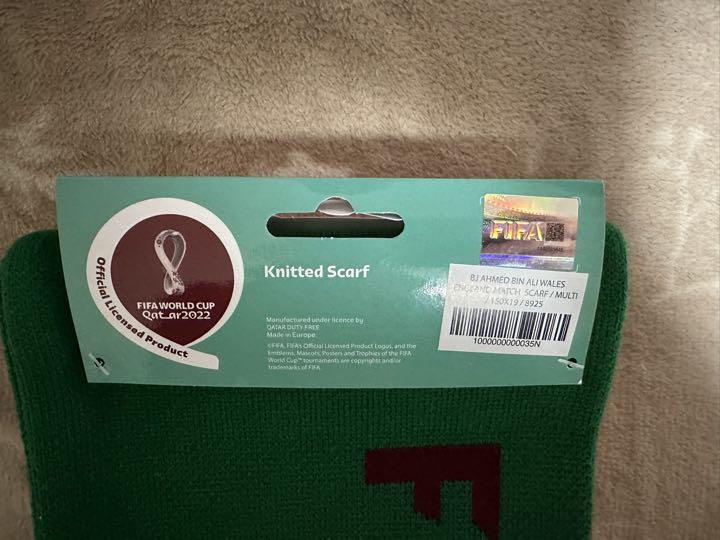 FIFA WORLD CUP
Qatar2022
Official Licensed Product
Knitted Scarf
Manufactured under licence by
QATAR DUTY FREE
Made in Europe.
©FIFA, FIFA's Official Licensed Product Logos, and the
Emblems, Mascots, Posters and Trophies of the FIFA
World Cup™ tournaments are copyrights and/or
trademarks of FIFA.
FIFA
BJ AHMED BIN ALI WALES
ENGLAND MATCH SCARF / MULTI
/ 150X19 / 8925
1000000000035N
F